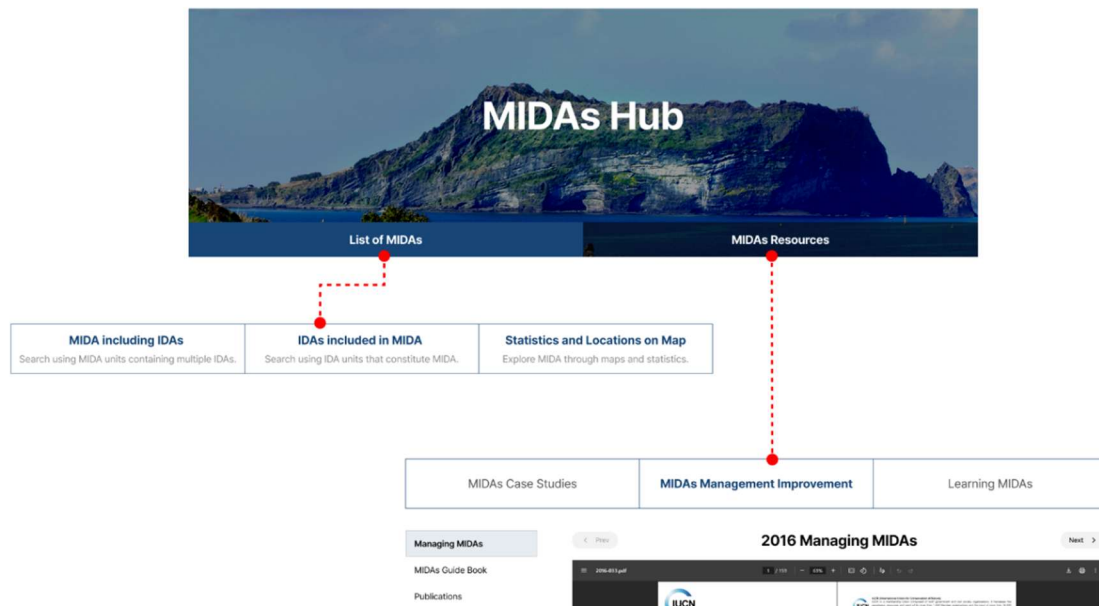 MIDAs Hub
List of MIDAs
MIDAs Resources
MIDA including IDAs
Search using MIDA units containing multiple IDAs.
IDAs included in MIDA
Search using IDA units that constitute MIDA.
Statistics and Locations on Map
Explore MIDA through maps and statistics.
MIDAs Case Studies
MIDAs Management Improvement
Learning MIDAs
Managing MIDAs
MIDAs Guide Book
Publications
< Prev
2016 Managing MIDAs
Next >
IUCN